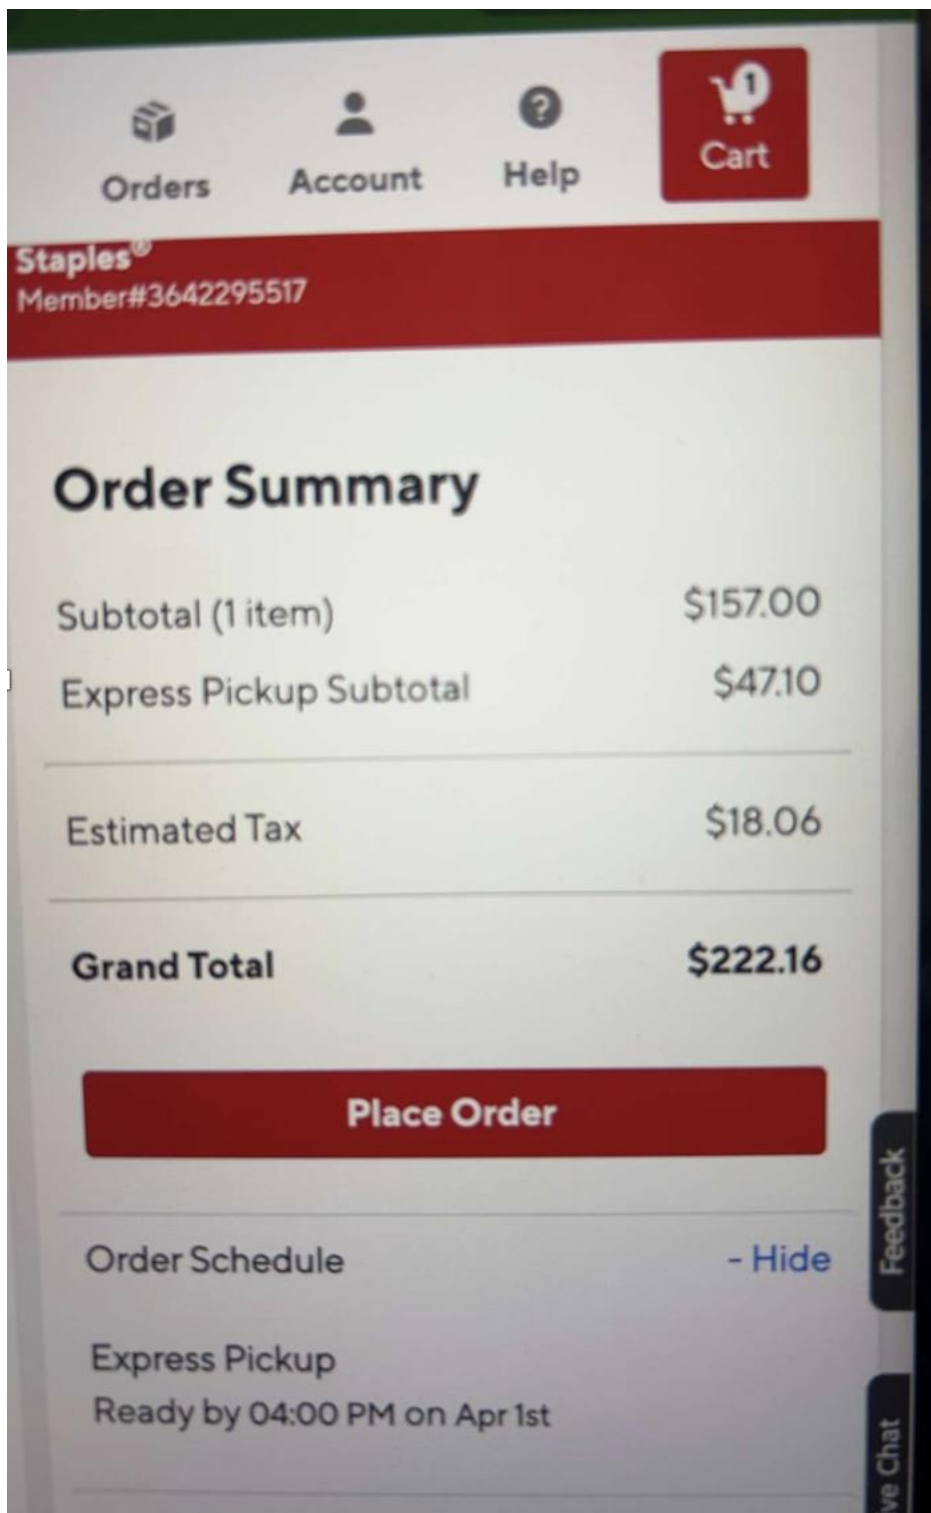 Orders
Account
Help
1
Cart
Staples®
Member#3642295517
Order Summary
Subtotal (1 item) $157.00
Express Pickup Subtotal $47.10
Estimated Tax $18.06
Grand Total $222.16
Place Order
Feedback
Order Schedule - Hide
Express Pickup
Ready by 04:00 PM on Apr 1st
ve Chat